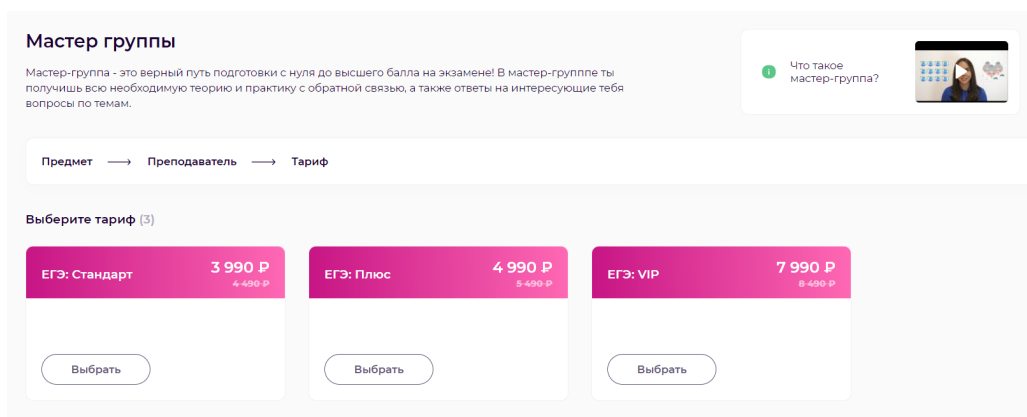 Мастер группы
Мастер-группа - это верный путь подготовки с нуля до высшего балла на экзамене! В мастер-групппе ты
получишь всю необходимую теорию и практику с обратной связью, а также ответы на интересующие тебя
вопросы по темам.
Что такое
мастер-группа?
Предмет → Преподаватель → Тариф
Выберите тариф (3)
ЕГЭ: Стандарт 3 990 ₽
4 490 ₽
ЕГЭ: Плюс 4 990 ₽
5 490 ₽
ЕГЭ: VIP 7 990 ₽
8 490 ₽
Выбрать
Выбрать
Выбрать